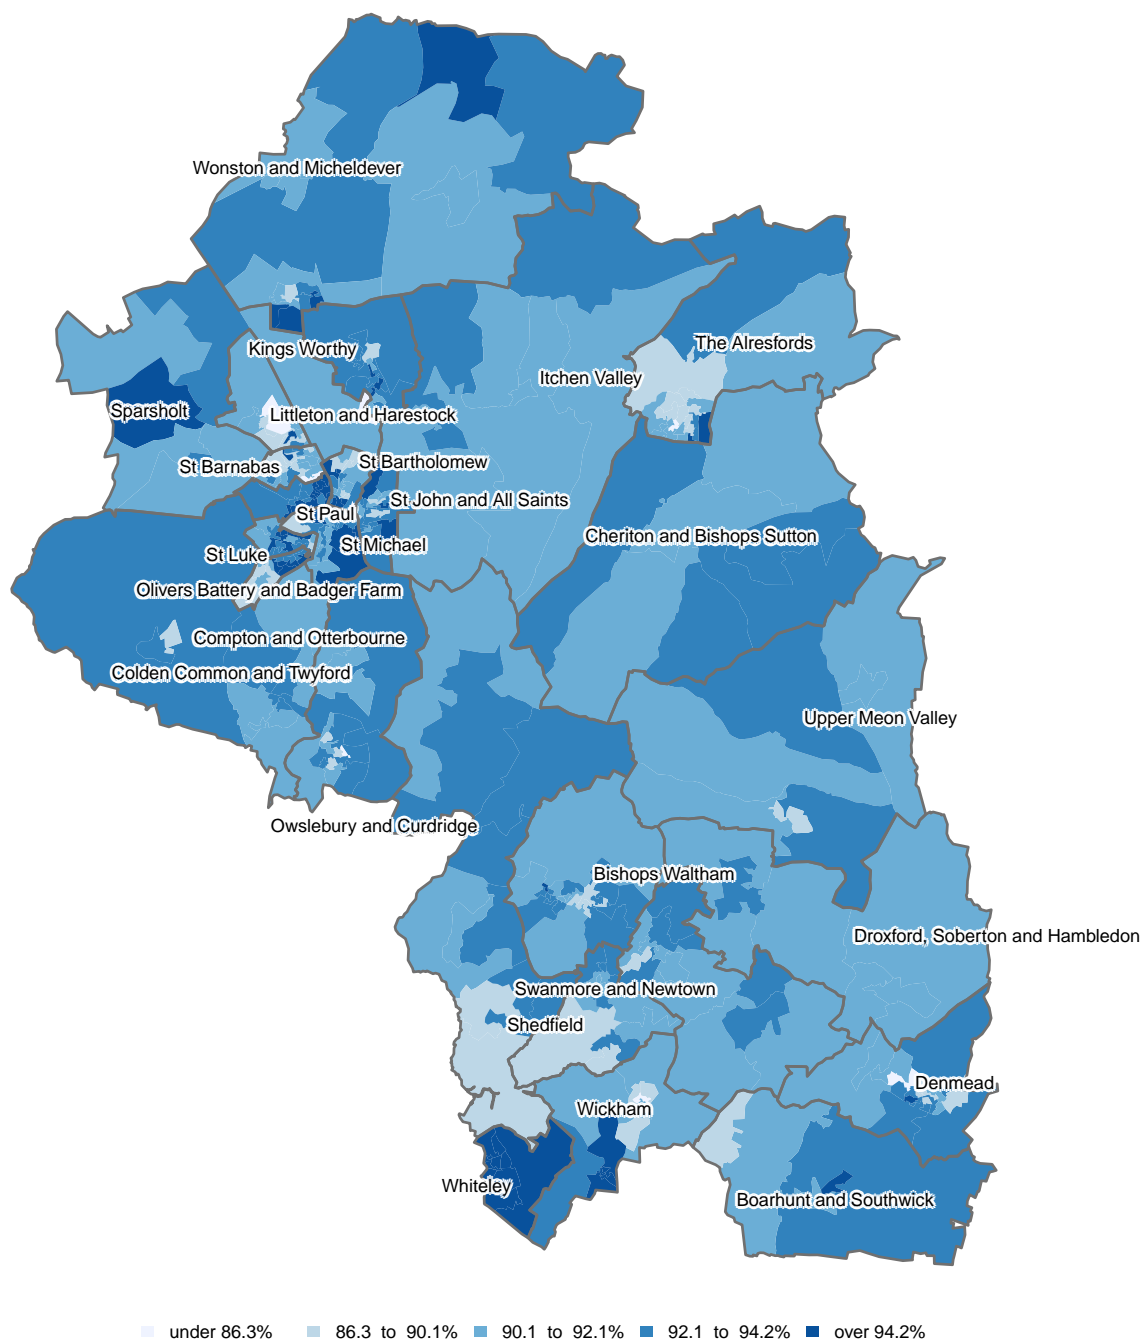 Wonston and Micheldever
The Alresfords
Kings Worthy
Itchen Valley
Sparsholt
Littleton and Harestock
St Barnabas
St Bartholomew
St John and All Saints
St Paul
Cheriton and Bishops Sutton
St Michael
St Luke
Olivers Battery and Badger Farm
Compton and Otterbourne
Colden Common and Twyford
Upper Meon Valley
Owslebury and Curdridge
Bishops Waltham
Droxford, Soberton and Hambledon
Swanmore and Newtown
Shedfield
Denmead
Wickham
Whiteley
Boarhunt and Southwick
under 86.3% 86.3 to 90.1% 90.1 to 92.1% 92.1 to 94.2% over 94.2%